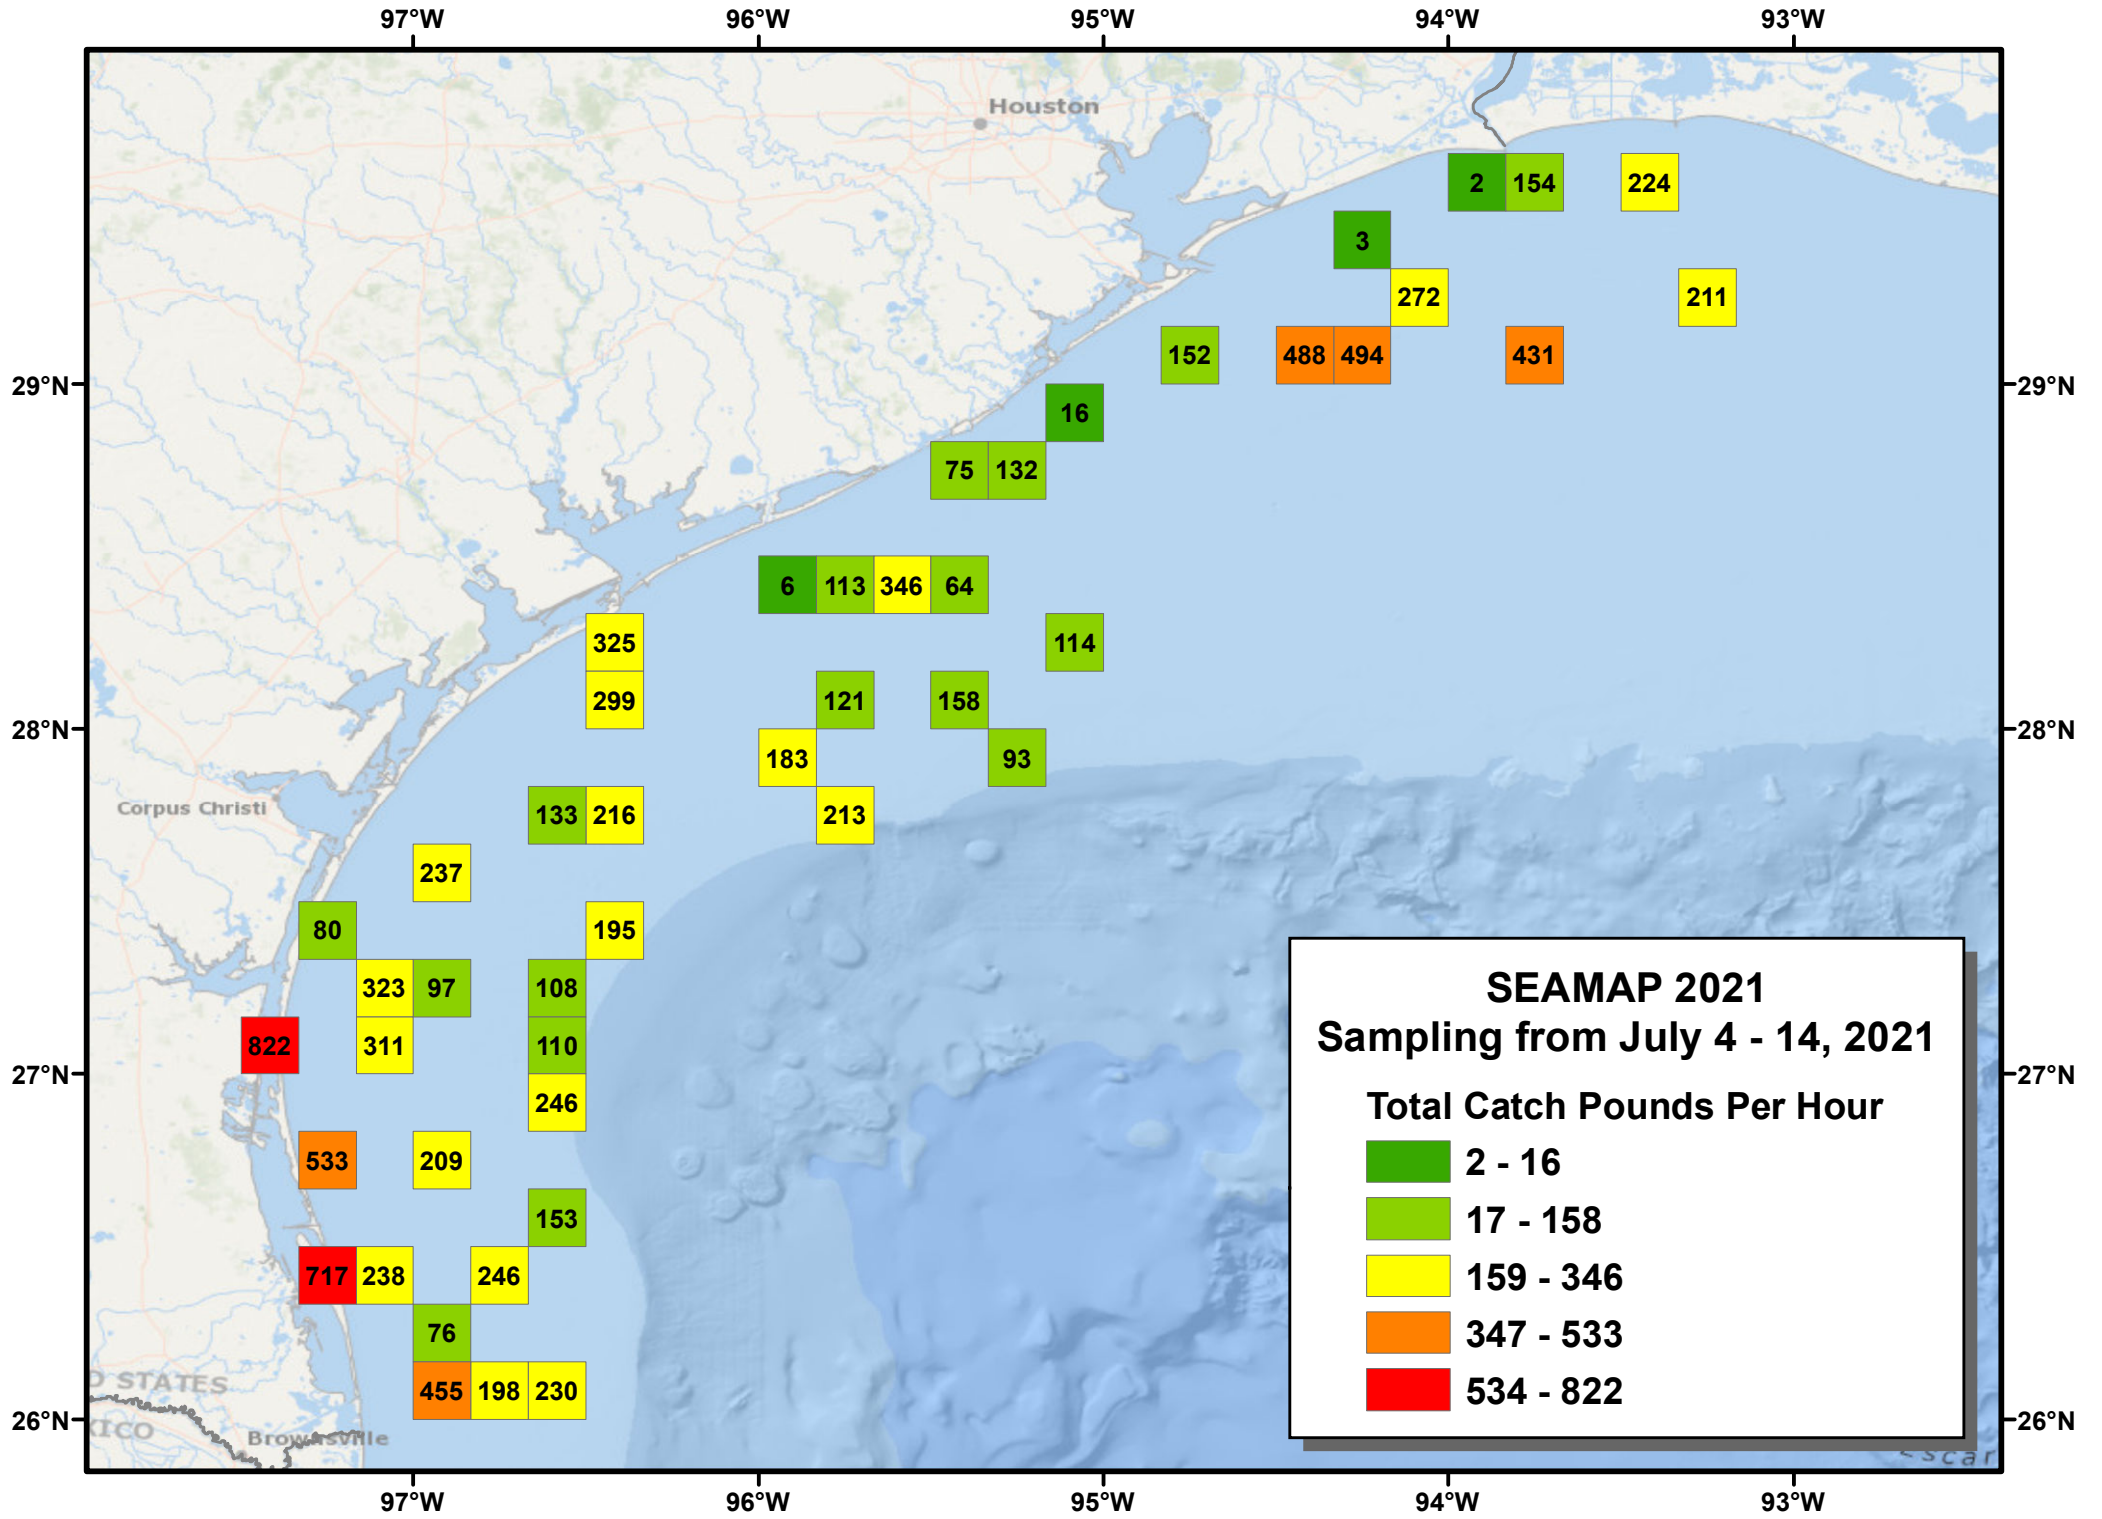 97°W 96°W 95°W 94°W 93°W
Houston
2 154 224
3
272 211
152 488 494 431
29°N 29°N
16
75 132
6 113 346 64
325 114
299 121 158
28°N 28°N
183 93
Corpus Christi 133 216 213
237
80 195
323 97 108
822 311 110
27°N 27°N
246
533 209
153
717 238 246
76
455 198 230
D STATES
XICO
26°N 26°N
Brownsville
SEAMAP 2021
Sampling from July 4 - 14, 2021
Total Catch Pounds Per Hour
2 - 16
17 - 158
159 - 346
347 - 533
534 - 822
Escar
97°W 96°W 95°W 94°W 93°W